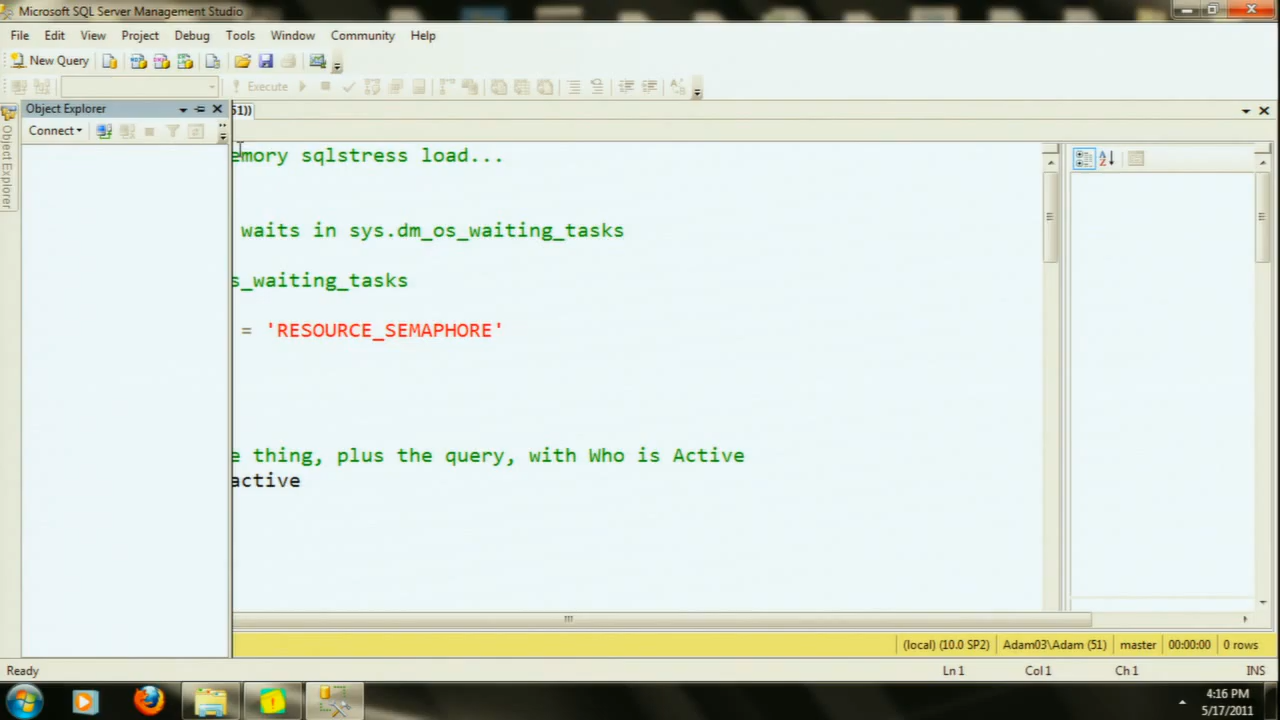 Microsoft SQL Server Management Studio
File Edit View Project Debug Tools Window Community Help
New Query
Execute
Object Explorer
51))
Connect
Object Explorer
emory sqlstress load...
waits in sys.dm_os_waiting_tasks
s_waiting_tasks
= 'RESOURCE_SEMAPHORE'
e thing, plus the query, with Who is Active
active
(local) (10.0 SP2) Adam03\Adam (51) master 00:00:00 0 rows
Ready Ln 1 Col 1 Ch 1 INS
4:16 PM
5/17/2011